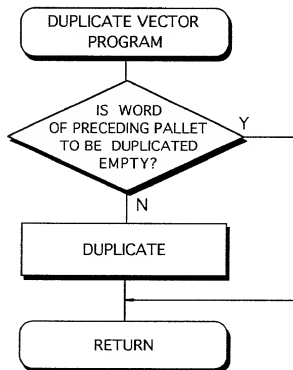 DUPLICATE VECTOR
PROGRAM
IS WORD
OF PRECEDING PALLET
TO BE DUPLICATED
EMPTY?
Y
N
DUPLICATE
RETURN